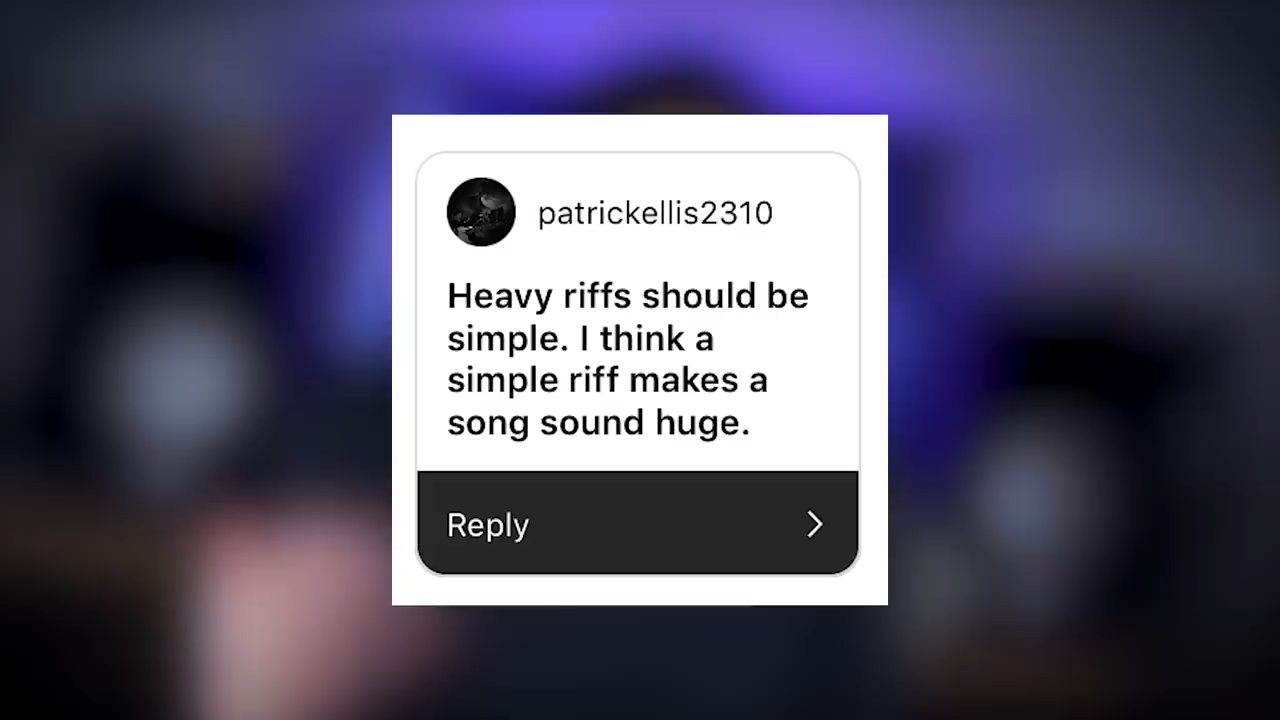 patrickellis2310
Heavy riffs should be
simple. I think a
simple riff makes a
song sound huge.
Reply